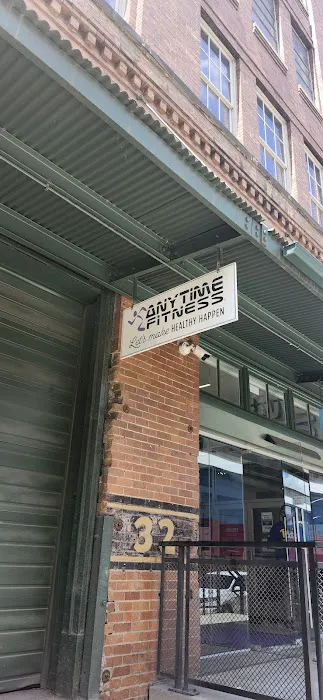 ANYTIME
FITNESS
Let's make HEALTHY HAPPEN
32